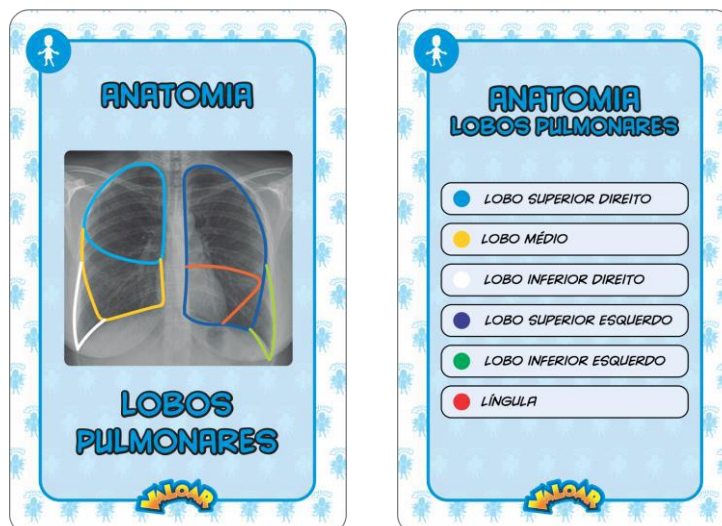 ANATOMIA
LOBOS
PULMONARES
VALOAR
ANATOMIA
LOBOS PULMONARES
LOBO SUPERIOR DIREITO
LOBO MÉDIO
LOBO INFERIOR DIREITO
LOBO SUPERIOR ESQUERDO
LOBO INFERIOR ESQUERDO
LÍNGULA
VALOAR